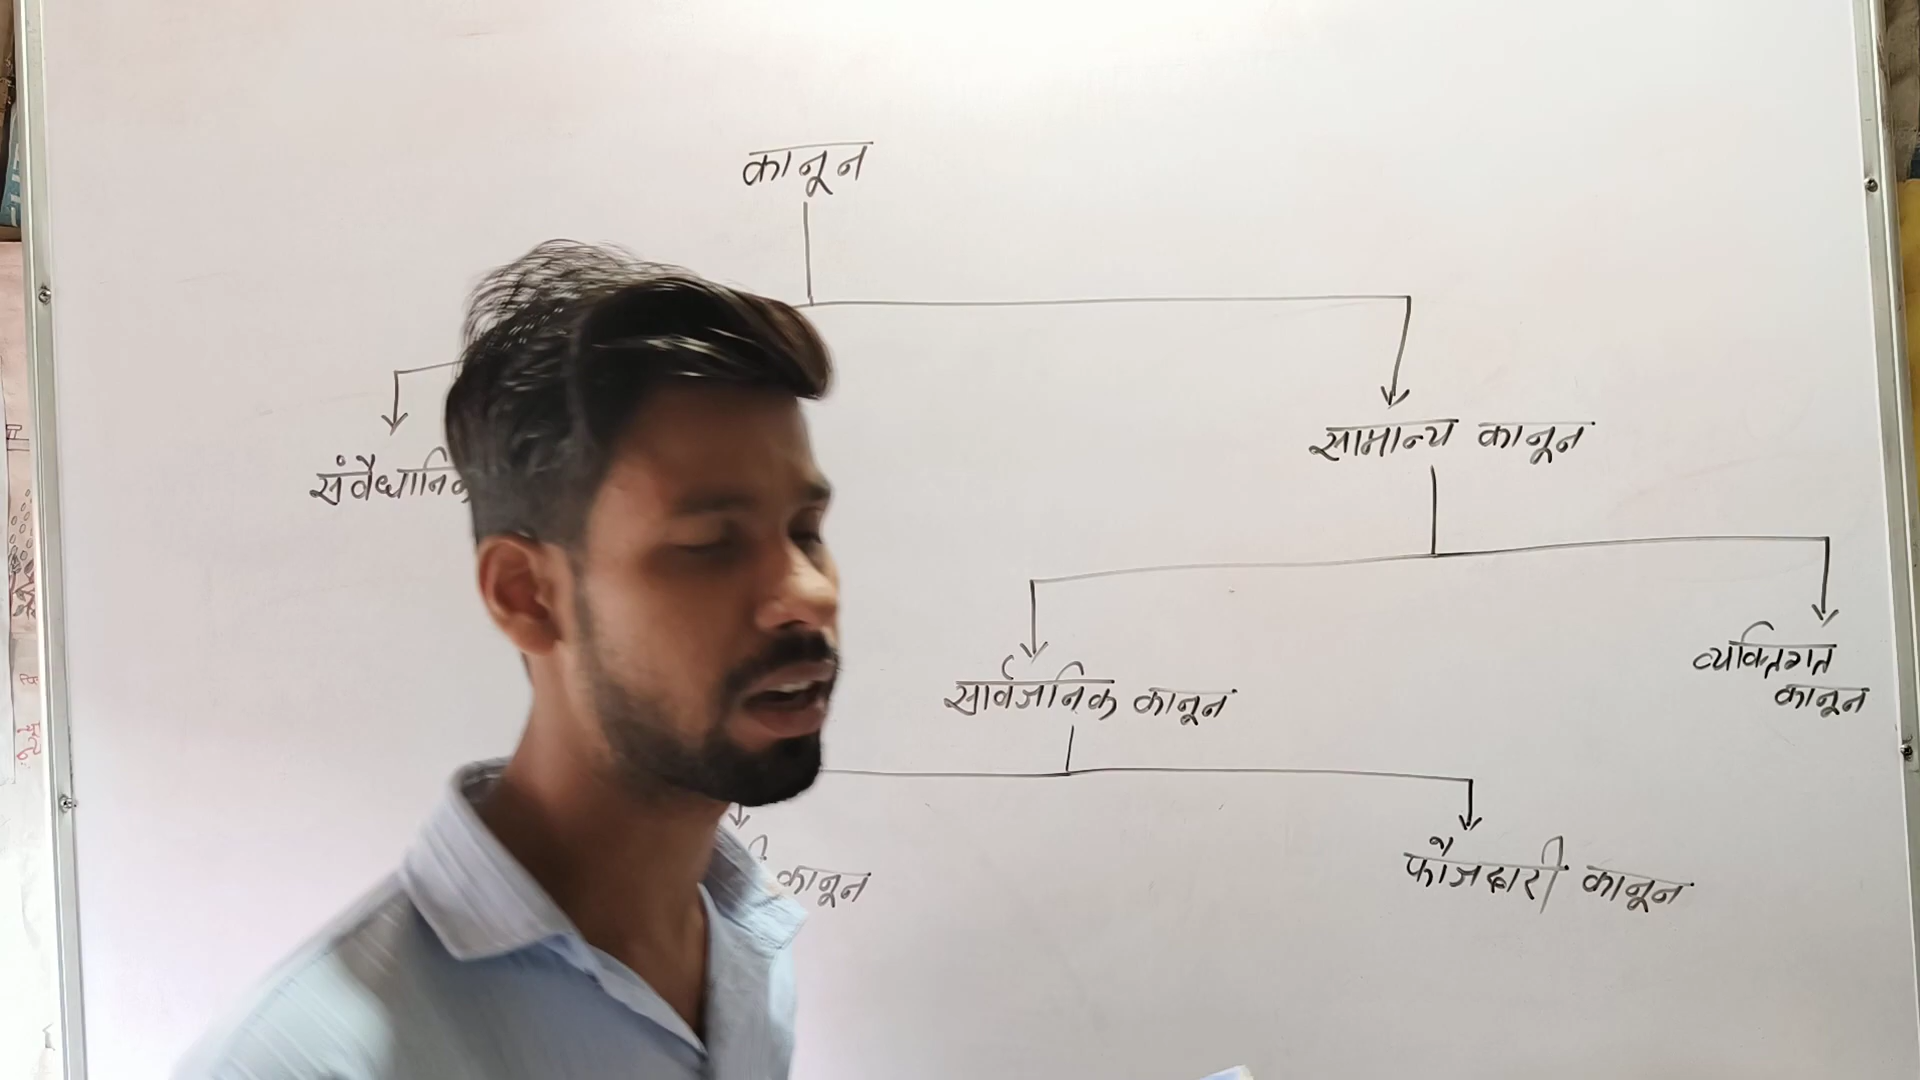 कानून
सामान्य कानून
संवैधानिक
सार्वजनिक कानून
व्यक्तिगत
कानून
कानून
फौजदारी कानून